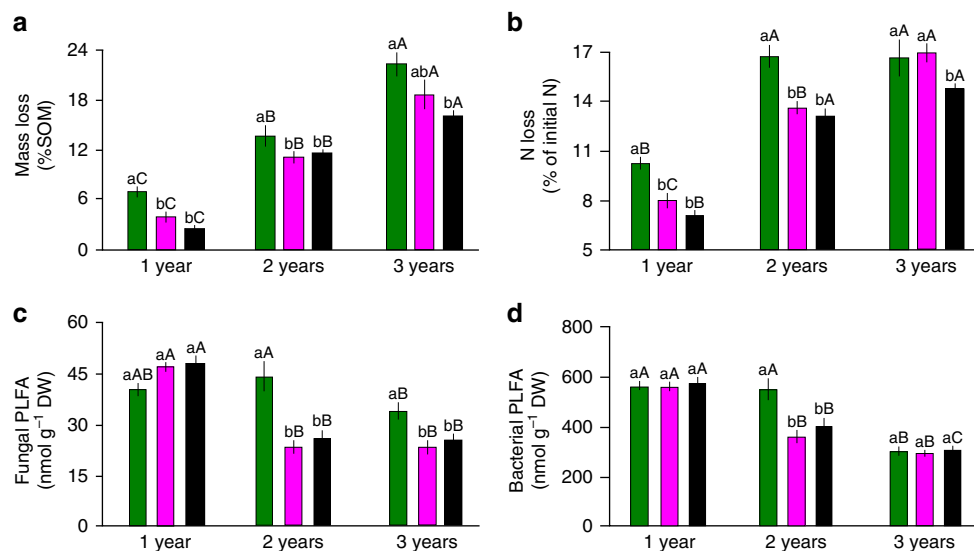 a
Mass loss
(%SOM)
24
18
12
6
0
aC
bC
bC
aB
bB
bB
aA
abA
bA
1 year
2 years
3 years
b
N loss
(% of initial N)
17
14
11
8
5
aB
bC
bB
aA
bB
bA
aA
aA
bA
1 year
2 years
3 years
c
Fungal PLFA
(nmol g⁻¹ DW)
60
45
30
15
0
aAB
aA
aA
aA
bB
bB
aB
bB
bB
1 year
2 years
3 years
d
Bacterial PLFA
(nmol g⁻¹ DW)
800
600
400
200
0
aA
aA
aA
aA
bB
bB
aB
aB
aC
1 year
2 years
3 years